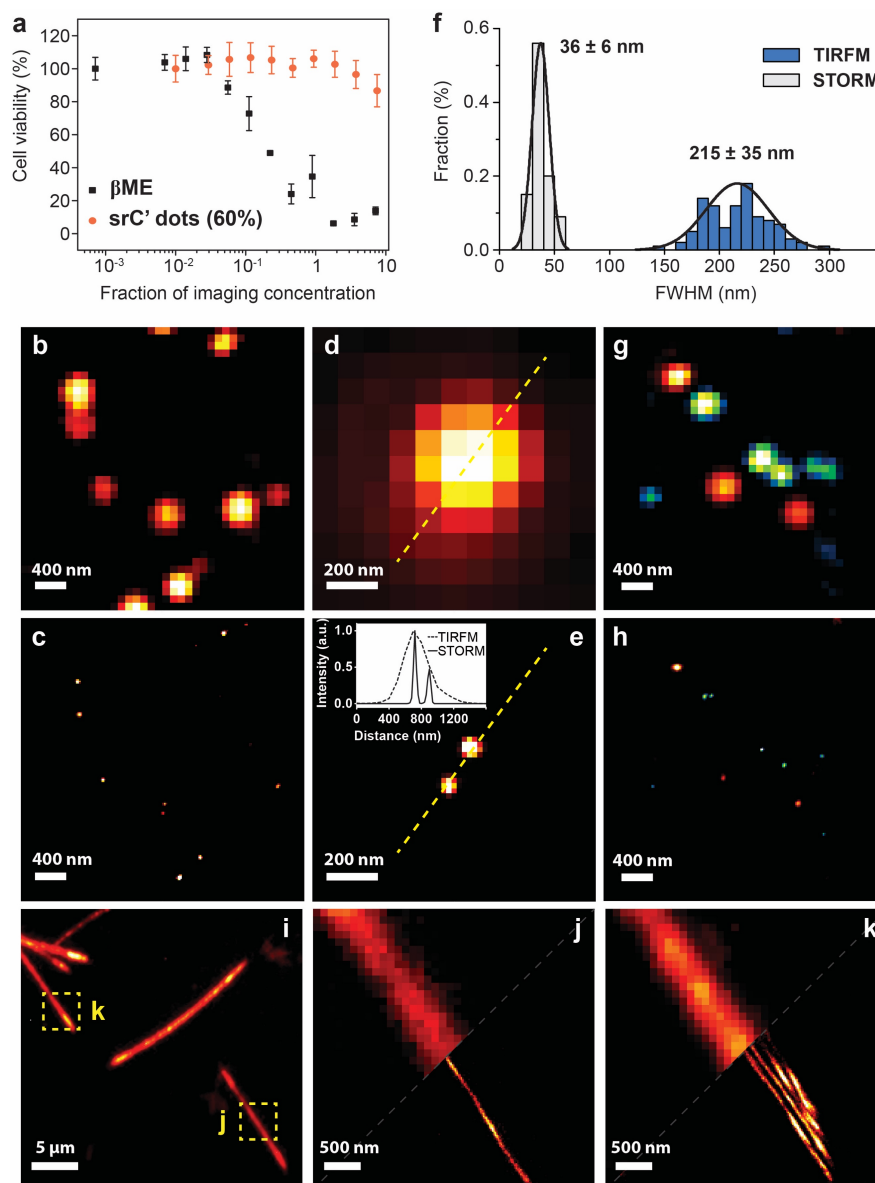 a
120
100
80
60
40
20
0
Cell viability (%)
βME
srC' dots (60%)
10⁻³
10⁻²
10⁻¹
1
10
Fraction of imaging concentration
f
0.6
0.4
0.2
0.0
Fraction (%)
36 ± 6 nm
215 ± 35 nm
TIRFM
STORM
0
50
100
150
200
250
300
FWHM (nm)
b
400 nm
d
200 nm
g
400 nm
c
400 nm
e
1.0
0.5
0.0
Intensity (a.u.)
TIRFM
STORM
0
400
800
1200
Distance (nm)
200 nm
h
400 nm
i
k
j
5 µm
j
500 nm
k
500 nm